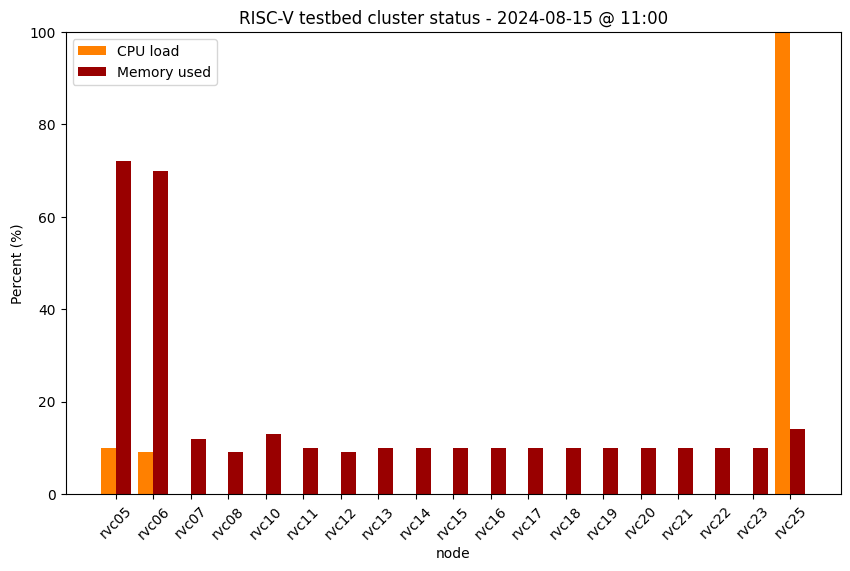 RISC-V testbed cluster status - 2024-08-15 @ 11:00
CPU load
Memory used
Percent (%)
100
80
60
40
20
0
rvc05 rvc06 rvc07 rvc08 rvc10 rvc11 rvc12 rvc13 rvc14 rvc15 rvc16 rvc17 rvc18 rvc19 rvc20 rvc21 rvc22 rvc23 rvc25
node